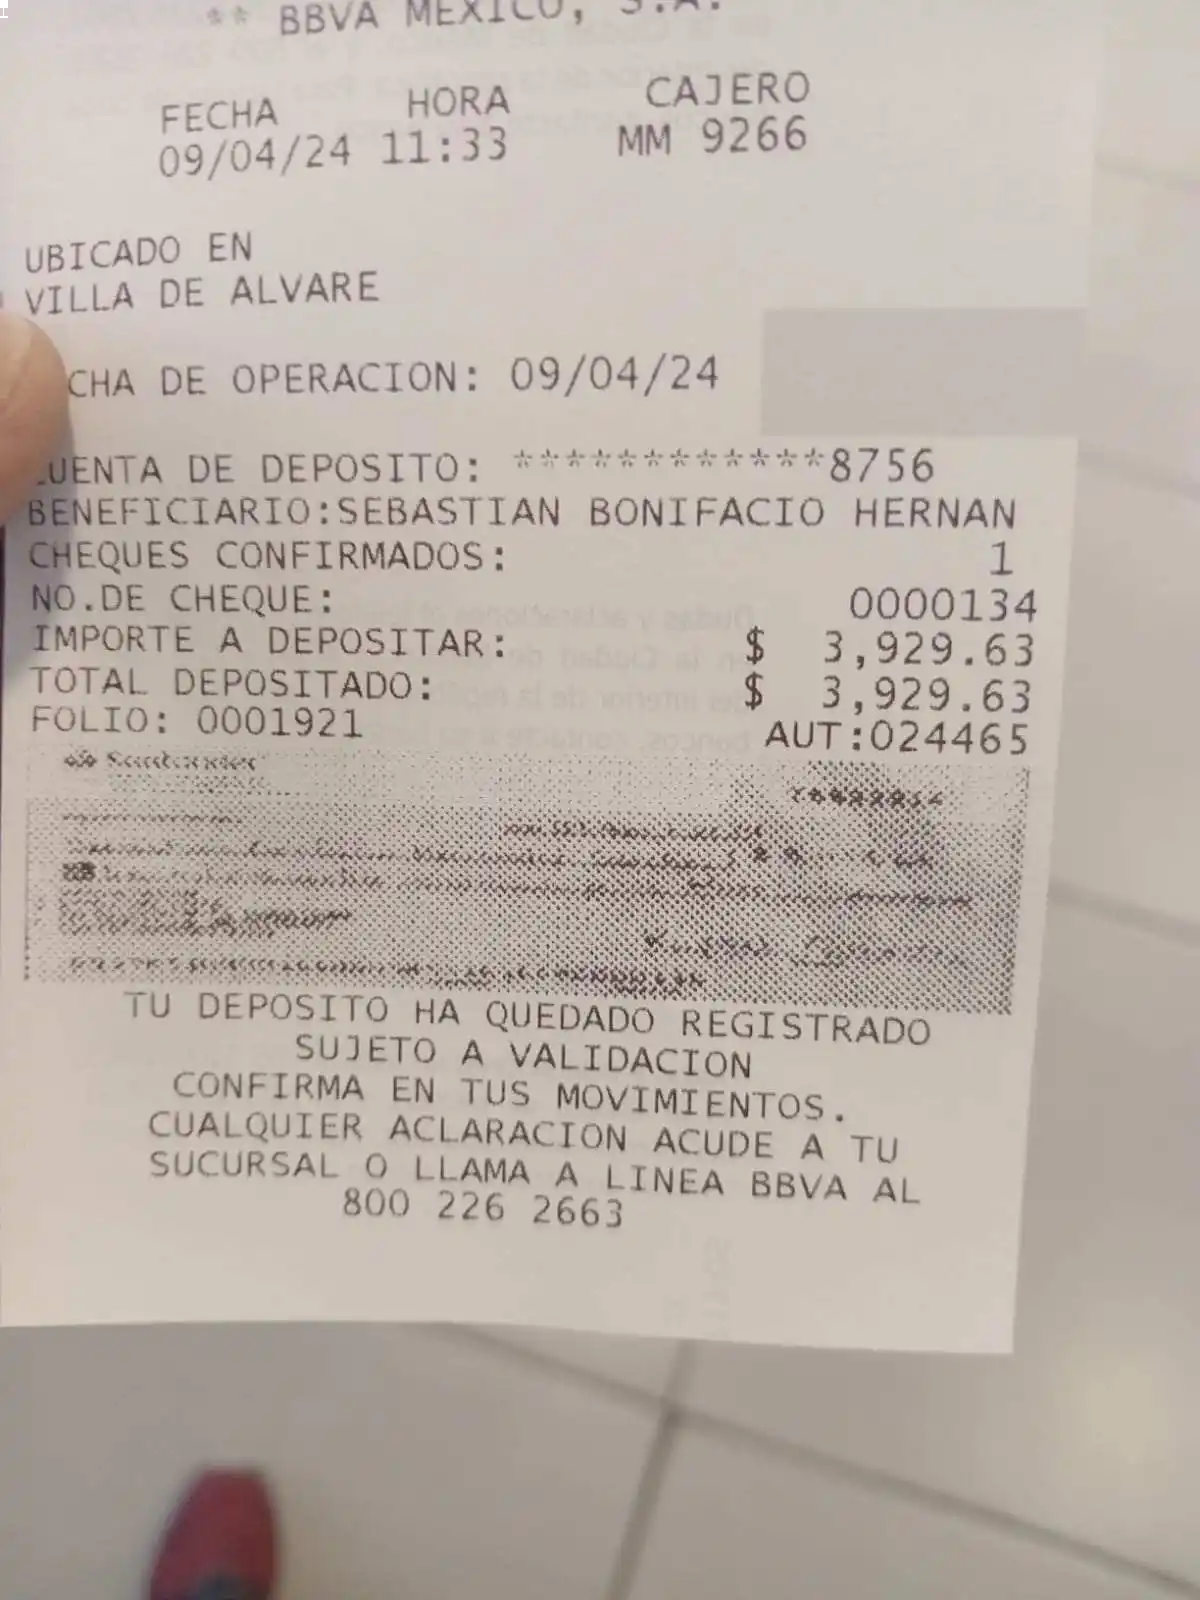 ** BBVA MEXICO, S.A.
FECHA HORA CAJERO
09/04/24 11:33 MM 9266
UBICADO EN
VILLA DE ALVARE
CHA DE OPERACION: 09/04/24
UENTA DE DEPOSITO: ************8756
BENEFICIARIO:SEBASTIAN BONIFACIO HERNAN
CHEQUES CONFIRMADOS: 1
NO.DE CHEQUE: 0000134
IMPORTE A DEPOSITAR: $ 3,929.63
TOTAL DEPOSITADO: $ 3,929.63
FOLIO: 0001921 AUT:024465
Santander
TU DEPOSITO HA QUEDADO REGISTRADO
SUJETO A VALIDACION
CONFIRMA EN TUS MOVIMIENTOS.
CUALQUIER ACLARACION ACUDE A TU
SUCURSAL O LLAMA A LINEA BBVA AL
800 226 2663